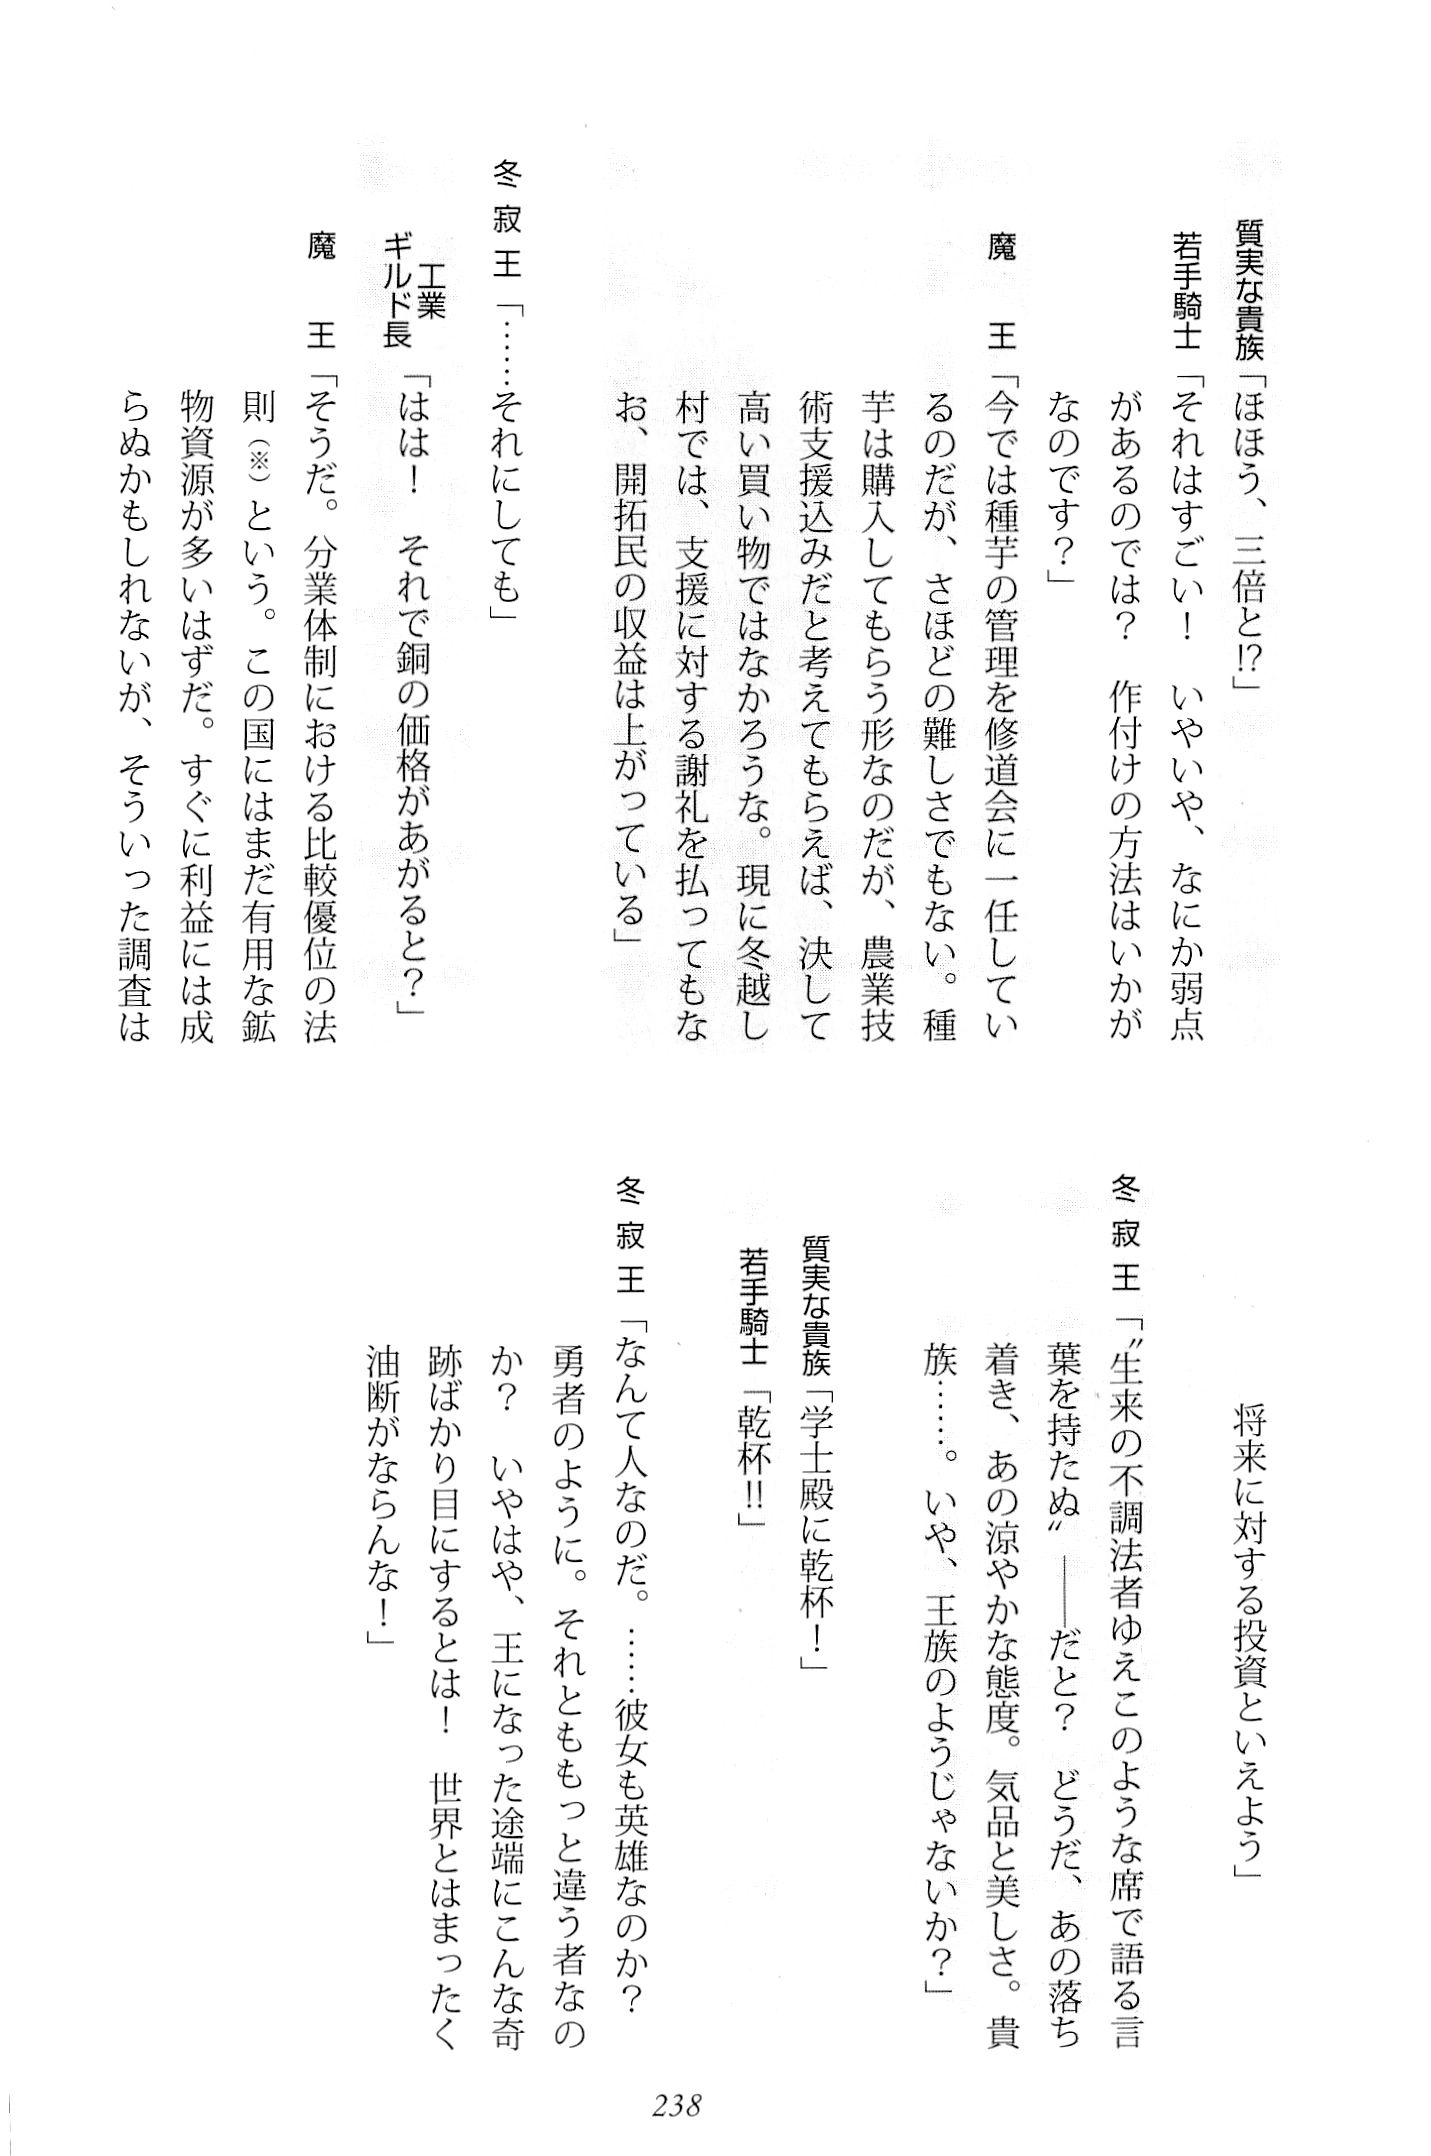 質実な貴族「ほほう、三倍と!?」
若手騎士「それはすごい！　いやいや、なにか弱点
があるのでは？　作付けの方法はいかが
なのです？」
魔　王「今では種芋の管理を修道会に一任してい
るのだが、さほどの難しさでもない。種
芋は購入してもらう形なのだが、農業技
術支援込みだと考えてもらえば、決して
高い買い物ではなかろうな。現に冬越し
村では、支援に対する謝礼を払ってもな
お、開拓民の収益は上がっている」
冬寂王「……それにしても」
工業
ギルド長「はは！　それで銅の価格があがると？」
魔　王「そうだ。分業体制における比較優位の法
則（※）という。この国にはまだ有用な鉱
物資源が多いはずだ。すぐに利益には成
らぬかもしれないが、そういった調査は
将来に対する投資といえよう」
冬寂王「〝生来の不調法者ゆえこのような席で語る言
葉を持たぬ〟――だと？　どうだ、あの落ち
着き、あの涼やかな態度。気品と美しさ。貴
族……。いや、王族のようじゃないか？」
質実な貴族「学士殿に乾杯！」
若手騎士「乾杯!!」
冬寂王「なんて人なのだ。……彼女も英雄なのか？
勇者のように。それとももっと違う者なの
か？　いやはや、王になった途端にこんな奇
跡ばかり目にするとは！　世界とはまったく
油断がならんな！」
238